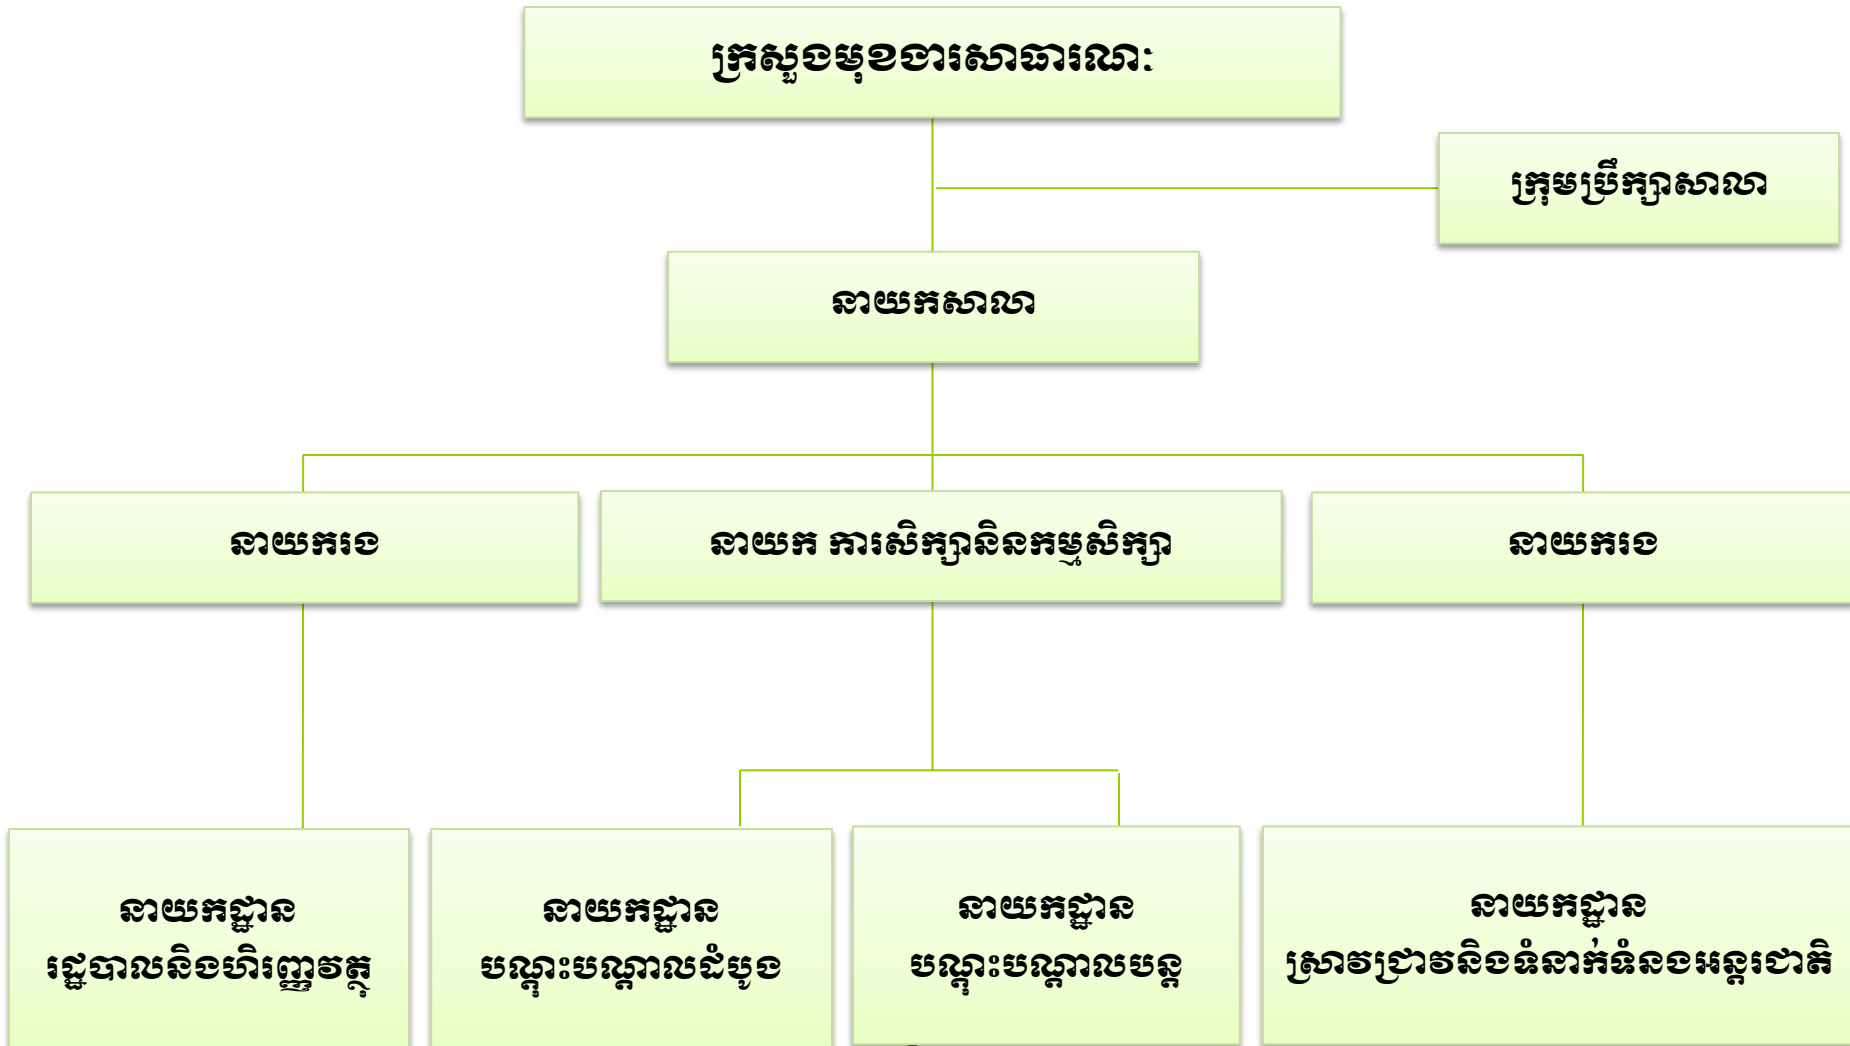 ក្រសួងមុខងារសាធារណៈ
ក្រុមប្រឹក្សាសាលា
នាយកសាលា
នាយករង
នាយក ការសិក្សានិនកម្មសិក្សា
នាយករង
នាយកដ្ឋាន
រដ្ឋបាលនិងហិរញ្ញវត្ថុ
នាយកដ្ឋាន
បណ្តុះបណ្តាលដំបូង
នាយកដ្ឋាន
បណ្តុះបណ្តាលបន្ត
នាយកដ្ឋាន
ស្រាវជ្រាវនិងទំនាក់ទំនងអន្តរជាតិ